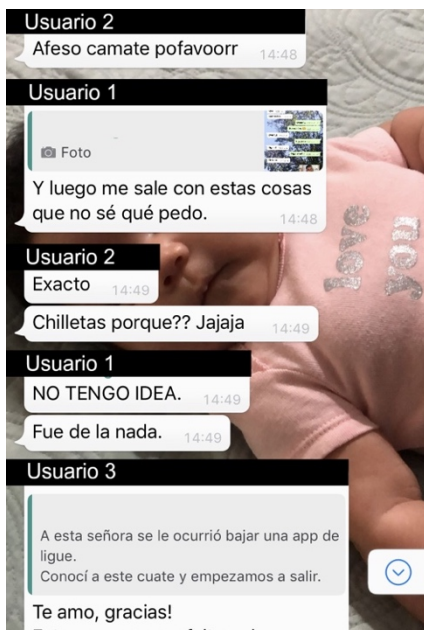 Usuario 2
Afeso camate pofavoorr 14:48
Usuario 1
Foto
Y luego me sale con estas cosas
que no sé qué pedo. 14:48
Usuario 2
Exacto 14:49
Chilletas porque?? Jajaja 14:49
Usuario 1
NO TENGO IDEA. 14:49
Fue de la nada. 14:49
Usuario 3
A esta señora se le ocurrió bajar una app de
ligue.
Conocí a este cuate y empezamos a salir.
Te amo, gracias!
love